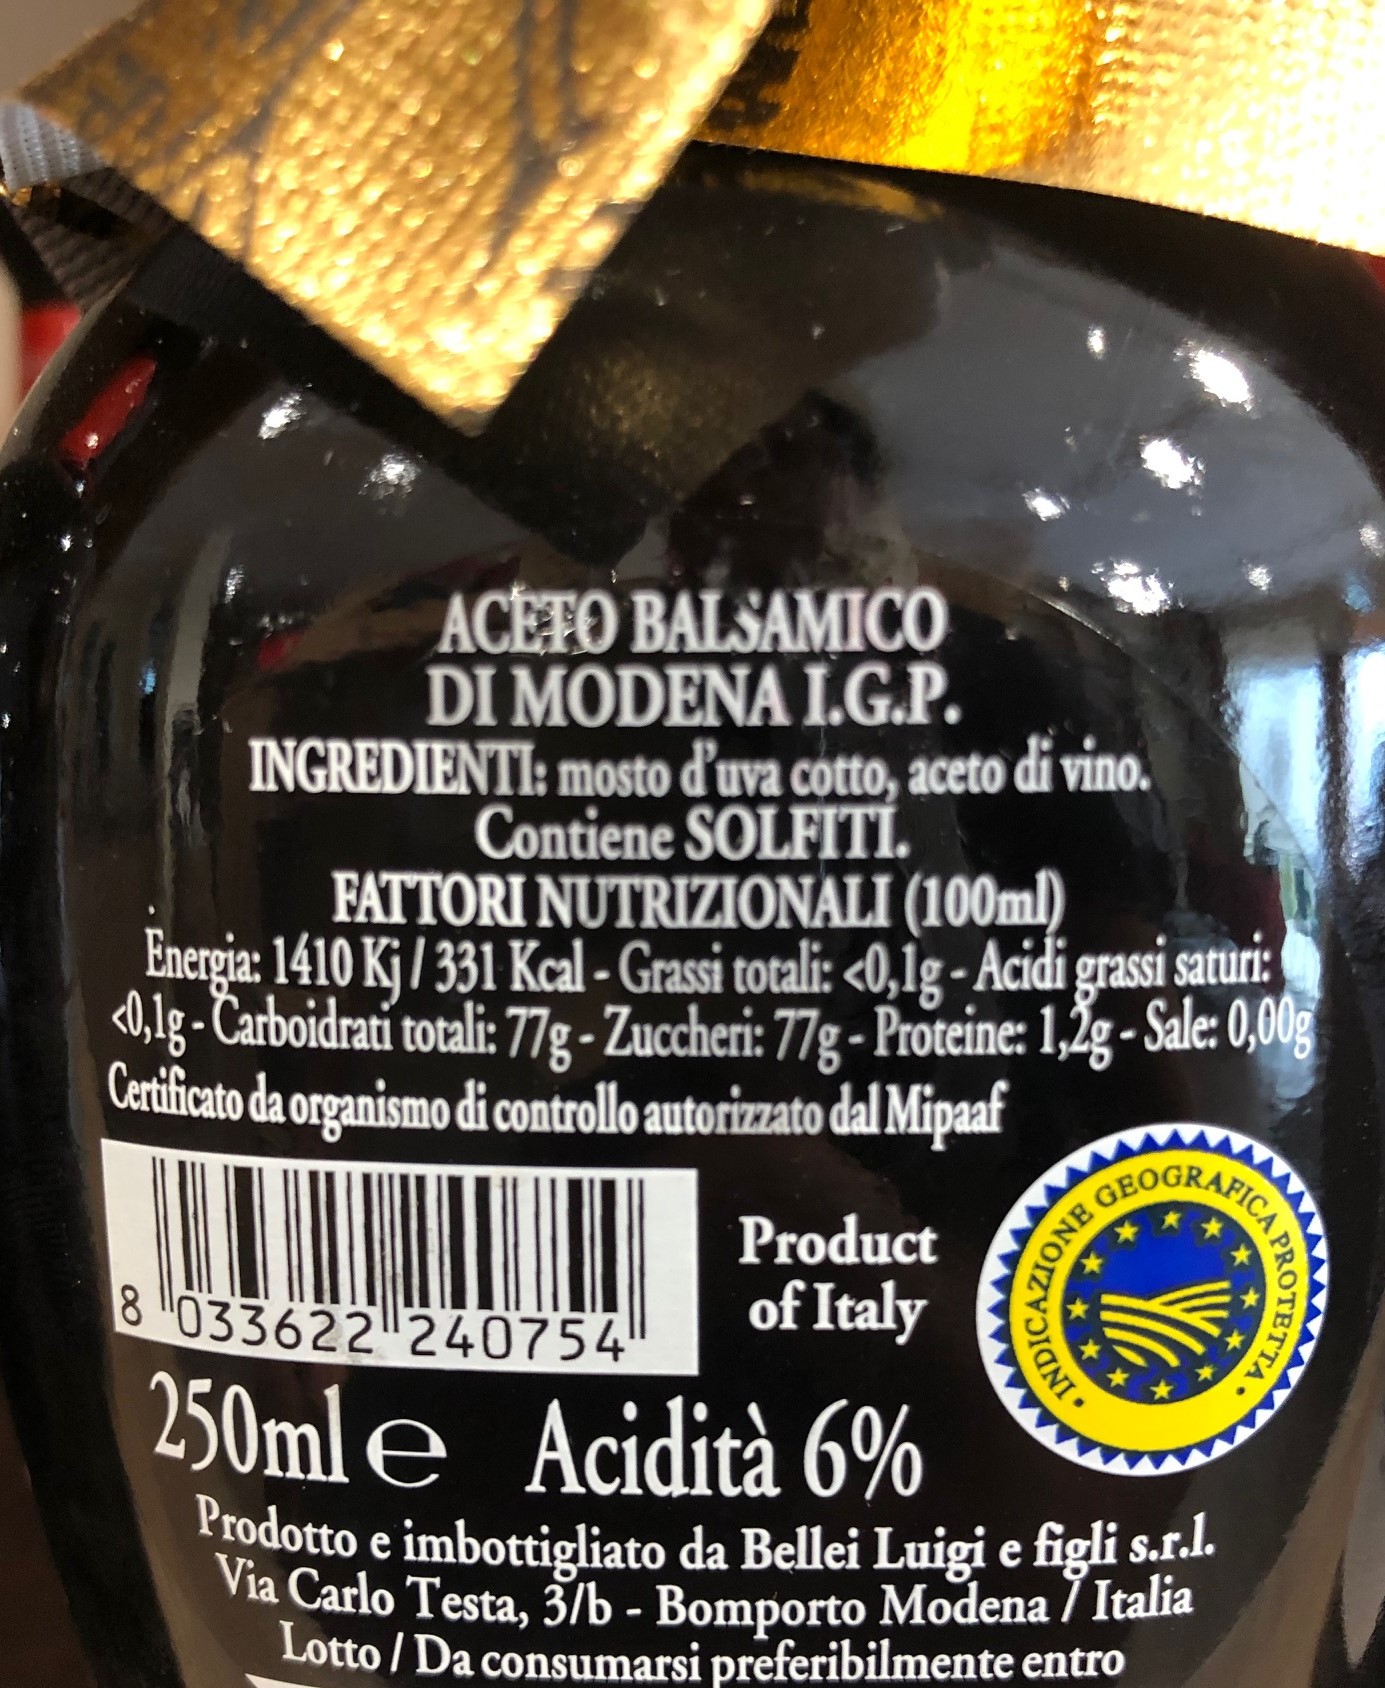 ACETO BALSAMICO
DI MODENA I.G.P.
INGREDIENTI: mosto d'uva cotto, aceto di vino.
Contiene SOLFITI.
FATTORI NUTRIZIONALI (100ml)
Energia: 1410 Kj / 331 Kcal - Grassi totali: <0,1g - Acidi grassi saturi:
<0,1g - Carboidrati totali: 77g - Zuccheri: 77g - Proteine: 1,2g - Sale: 0,00g
Certificato da organismo di controllo autorizzato dal Mipaaf
8 033622 240754
Product
of Italy
INDICAZIONE GEOGRAFICA PROTETTA
250ml e Acidità 6%
Prodotto e imbottigliato da Bellei Luigi e figli s.r.l.
Via Carlo Testa, 3/b - Bomporto Modena / Italia
Lotto / Da consumarsi preferibilmente entro